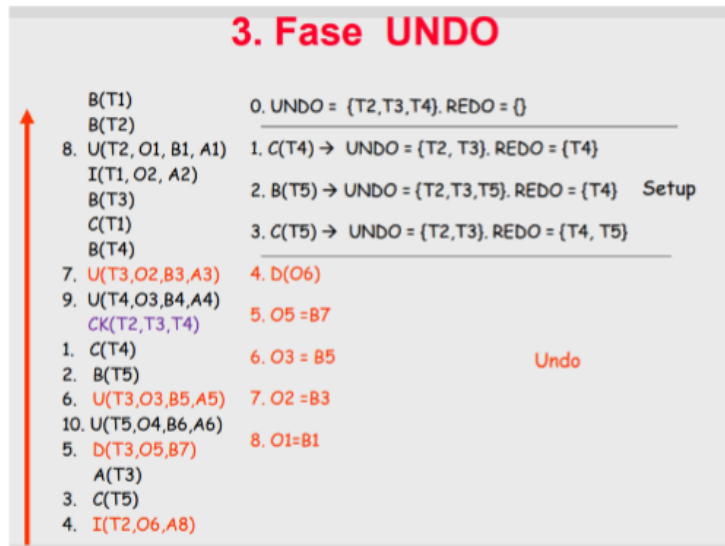 3. Fase UNDO
B(T1)
B(T2)
8. U(T2, O1, B1, A1)
I(T1, O2, A2)
B(T3)
C(T1)
B(T4)
7. U(T3,O2,B3,A3)
9. U(T4,O3,B4,A4)
CK(T2,T3,T4)
1. C(T4)
2. B(T5)
6. U(T3,O3,B5,A5)
10. U(T5,O4,B6,A6)
5. D(T3,O5,B7)
A(T3)
3. C(T5)
4. I(T2,O6,A8)
0. UNDO = {T2,T3,T4}. REDO = {}
1. C(T4) → UNDO = {T2, T3}. REDO = {T4}
2. B(T5) → UNDO = {T2,T3,T5}. REDO = {T4}
Setup
3. C(T5) → UNDO = {T2,T3}. REDO = {T4, T5}
4. D(O6)
5. O5 =B7
6. O3 = B5
Undo
7. O2 =B3
8. O1=B1